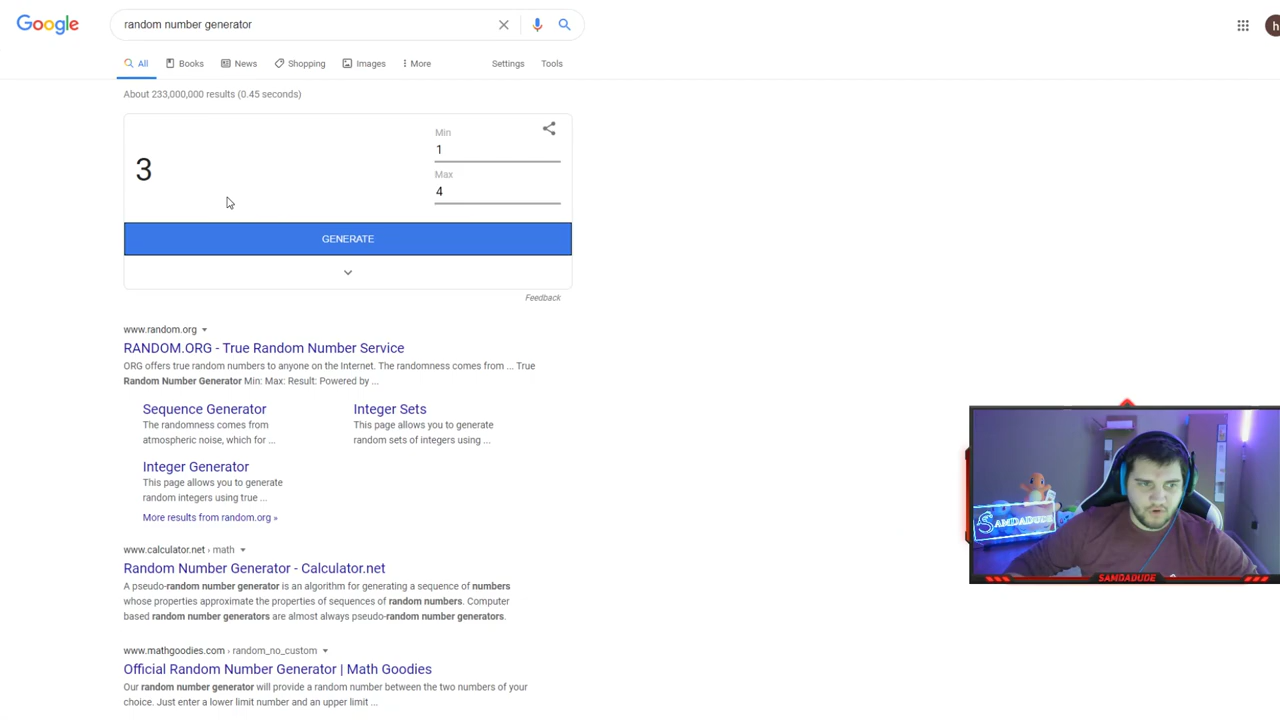 Google
random number generator
All
Books
News
Shopping
Images
More
Settings
Tools
h
About 233,000,000 results (0.45 seconds)
3
Min
1
Max
4
GENERATE
Feedback
www.random.org
RANDOM.ORG - True Random Number Service
ORG offers true random numbers to anyone on the Internet. The randomness comes from ... True
Random Number Generator Min: Max: Result: Powered by ...
Sequence Generator
The randomness comes from
atmospheric noise, which for ...
Integer Sets
This page allows you to generate
random sets of integers using ...
Integer Generator
This page allows you to generate
random integers using true ...
More results from random.org »
www.calculator.net › math
Random Number Generator - Calculator.net
A pseudo-random number generator is an algorithm for generating a sequence of numbers
whose properties approximate the properties of sequences of random numbers. Computer
based random number generators are almost always pseudo-random number generators.
www.mathgoodies.com › random_no_custom
Official Random Number Generator | Math Goodies
Our random number generator will provide a random number between the two numbers of your
choice. Just enter a lower limit number and an upper limit ...
SAMDADUDE
SAMDADUDE